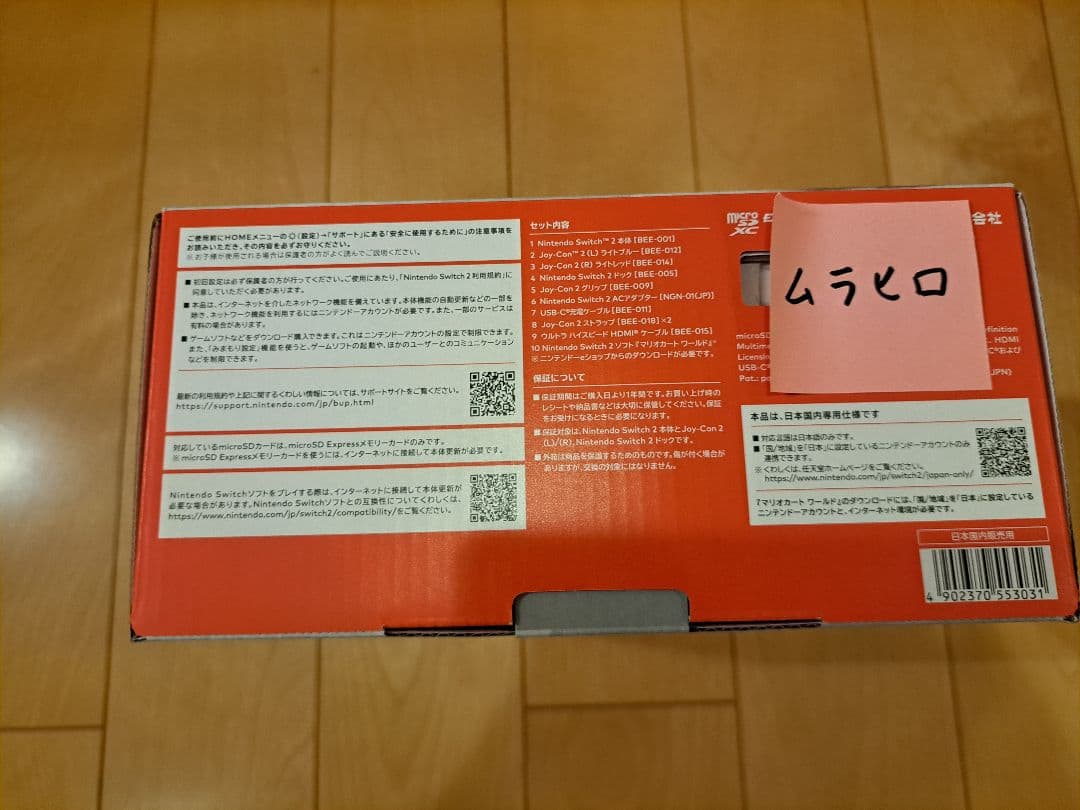 ご使用前にHOMEメニューの(設定)→「サポート」にある「安全に使用するために」の注意事項を
お読みいただき、その内容を必ずお守りください。
※お子様が使用される場合は保護者の方がよく読んでご説明ください。
■初回設定は必ず保護者の方が行ってください。ご使用にあたり、「Nintendo Switch 2 利用規約」に
同意していただく必要があります。
■本品は、インターネットを介したネットワーク機能を備えています。本体機能の自動更新などの一部を
除き、ネットワーク機能を利用するにはニンテンドーアカウントが必要です。また、一部のサービスは
有料の場合があります。
■ゲームソフトなどをダウンロード購入できます。これはニンテンドーアカウントの設定で制限できます。
また、「みまもり設定」機能を使うと、ゲームソフトの起動や、ほかのユーザーとのコミュニケーション
などを制限できます。
最新の利用規約や上記に関するくわしい情報については、サポートサイトをご覧ください。
https://support.nintendo.com/jp/bup.html
対応しているmicroSDカードは、microSD Expressメモリーカードのみです。
※microSD Expressメモリーカードを使うには、インターネットに接続して本体更新が必要です。
Nintendo Switchソフトをプレイする際は、インターネットに接続して本体更新が
必要な場合があります。Nintendo Switchソフトとの互換性についてくわしくは、
https://www.nintendo.com/jp/switch2/compatibility/をご覧ください。
セット内容
1 Nintendo Switch™ 2 本体 [BEE-001]
2 Joy-Con™ 2 (L) ライトブルー [BEE-012]
3 Joy-Con 2 (R) ライトレッド [BEE-014]
4 Nintendo Switch 2 ドック [BEE-005]
5 Joy-Con 2 グリップ [BEE-009]
6 Nintendo Switch 2 ACアダプター [NGN-01(JP)]
7 USB-C®充電ケーブル [BEE-011]
8 Joy-Con 2 ストラップ [BEE-018]×2
9 ウルトラ ハイスピード HDMI® ケーブル [BEE-015]
10 Nintendo Switch 2 ソフト『マリオカート ワールド』※
※ニンテンドーeショップからのダウンロードが必要です。
保証について
■保証期間はご購入日より1年間です。お買い上げ時の
レシートや納品書などは大切に保管してください。保証
をお受けになるときに必要になります。
■保証対象は、Nintendo Switch 2 本体とJoy-Con 2
(L)/(R)、Nintendo Switch 2 ドックです。
■外箱は商品を保護するためのものです。傷が付く場合が
ありますが、交換の対象にはなりません。
micro
SD
XC
会社
ムラヒロ
microSD
Multime
Licensin
USB-C®
Pat.: pa
efinition
HDMI
C®および
JPN)
本品は、日本国内専用仕様です
■対応言語は日本語のみです。
■「国/地域」を「日本」に設定しているニンテンドーアカウントのみ
連携できます。
※くわしくは、任天堂ホームページをご覧ください。
https://www.nintendo.com/jp/switch2/japan-only/
『マリオカート ワールド』のダウンロードには、「国/地域」を「日本」に設定している
ニンテンドーアカウントと、インターネット環境が必要です。
日本国内販売用
4 902370 553031